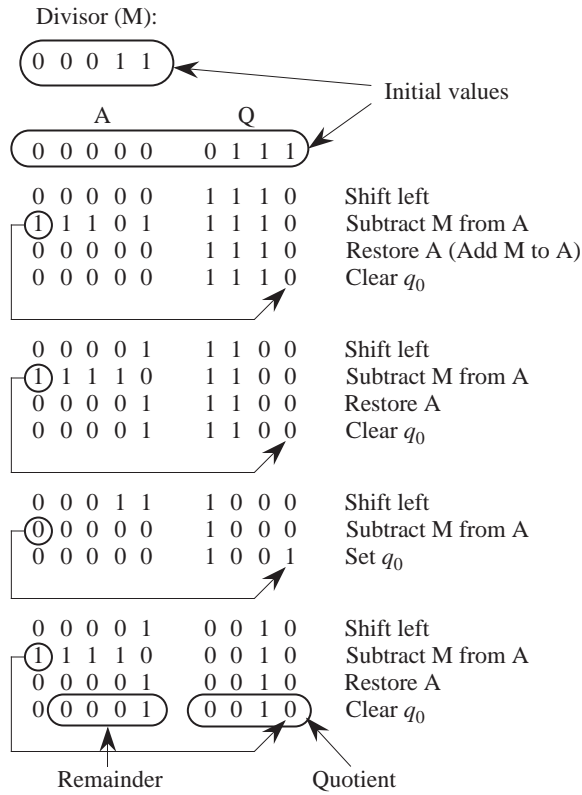 Divisor (M):
0 0 0 1 1
Initial values
A Q
0 0 0 0 0 0 1 1 1
0 0 0 0 0 1 1 1 0 Shift left
1 1 1 0 1 1 1 1 0 Subtract M from A
0 0 0 0 0 1 1 1 0 Restore A (Add M to A)
0 0 0 0 0 1 1 1 0 Clear q0
0 0 0 0 1 1 1 0 0 Shift left
1 1 1 1 0 1 1 0 0 Subtract M from A
0 0 0 0 1 1 1 0 0 Restore A
0 0 0 0 1 1 1 0 0 Clear q0
0 0 0 1 1 1 0 0 0 Shift left
0 0 0 0 0 1 0 0 0 Subtract M from A
0 0 0 0 0 1 0 0 1 Set q0
0 0 0 0 1 0 0 1 0 Shift left
1 1 1 1 0 0 0 1 0 Subtract M from A
0 0 0 0 1 0 0 1 0 Restore A
0 0 0 0 1 0 0 1 0 Clear q0
Remainder Quotient